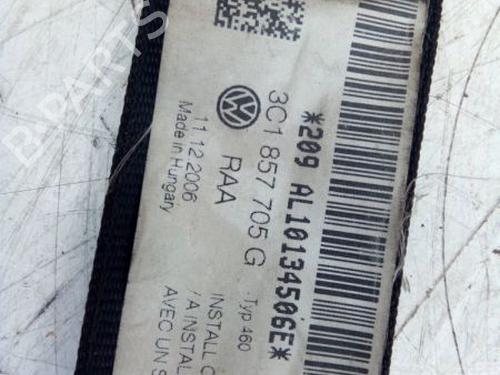 *209 AL10134506E*
3C1 857 705 G
RAA
Typ 460
11.12.2006
Made in Hungary
INSTALL
/A INSTAL
AVEC UN S
B-PARTS